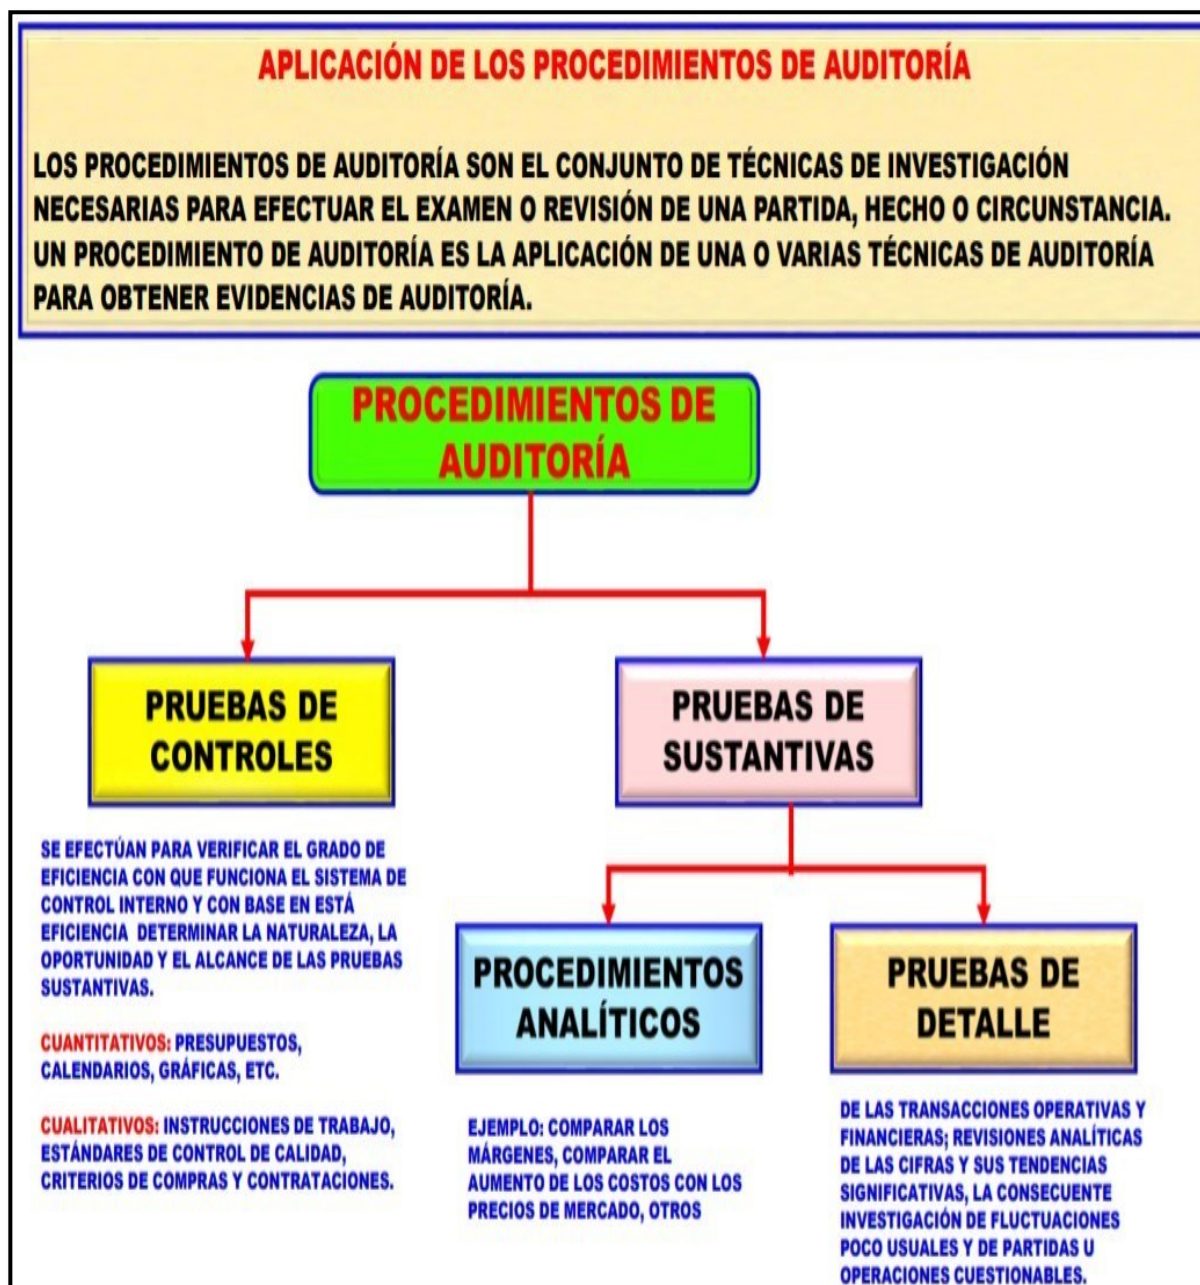 APLICACIÓN DE LOS PROCEDIMIENTOS DE AUDITORÍA
LOS PROCEDIMIENTOS DE AUDITORÍA SON EL CONJUNTO DE TÉCNICAS DE INVESTIGACIÓN
NECESARIAS PARA EFECTUAR EL EXAMEN O REVISIÓN DE UNA PARTIDA, HECHO O CIRCUNSTANCIA.
UN PROCEDIMIENTO DE AUDITORÍA ES LA APLICACIÓN DE UNA O VARIAS TÉCNICAS DE AUDITORÍA
PARA OBTENER EVIDENCIAS DE AUDITORÍA.
PROCEDIMIENTOS DE
AUDITORÍA
PRUEBAS DE
CONTROLES
PRUEBAS DE
SUSTANTIVAS
SE EFECTÚAN PARA VERIFICAR EL GRADO DE
EFICIENCIA CON QUE FUNCIONA EL SISTEMA DE
CONTROL INTERNO Y CON BASE EN ESTÁ
EFICIENCIA DETERMINAR LA NATURALEZA, LA
OPORTUNIDAD Y EL ALCANCE DE LAS PRUEBAS
SUSTANTIVAS.
CUANTITATIVOS: PRESUPUESTOS,
CALENDARIOS, GRÁFICAS, ETC.
CUALITATIVOS: INSTRUCCIONES DE TRABAJO,
ESTÁNDARES DE CONTROL DE CALIDAD,
CRITERIOS DE COMPRAS Y CONTRATACIONES.
PROCEDIMIENTOS
ANALÍTICOS
EJEMPLO: COMPARAR LOS
MÁRGENES, COMPARAR EL
AUMENTO DE LOS COSTOS CON LOS
PRECIOS DE MERCADO, OTROS
PRUEBAS DE
DETALLE
DE LAS TRANSACCIONES OPERATIVAS Y
FINANCIERAS; REVISIONES ANALÍTICAS
DE LAS CIFRAS Y SUS TENDENCIAS
SIGNIFICATIVAS, LA CONSECUENTE
INVESTIGACIÓN DE FLUCTUACIONES
POCO USUALES Y DE PARTIDAS U
OPERACIONES CUESTIONABLES.